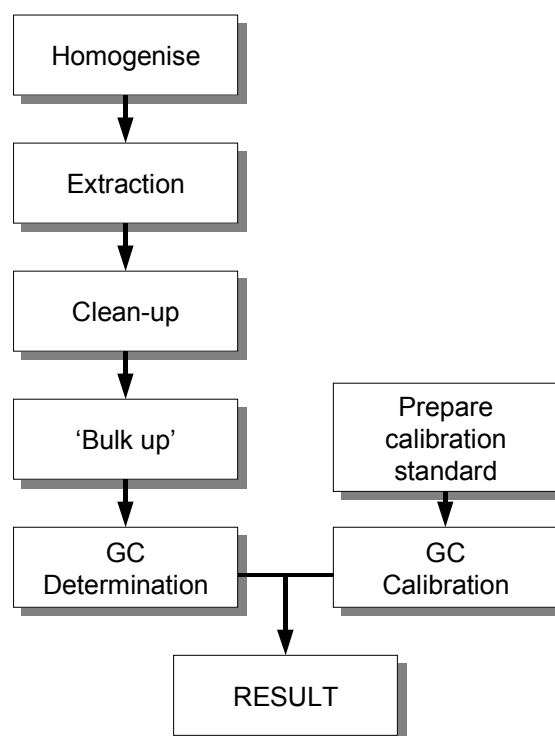 Homogenise
Extraction
Clean-up
‘Bulk up’
Prepare
calibration
standard
GC
Determination
GC
Calibration
RESULT